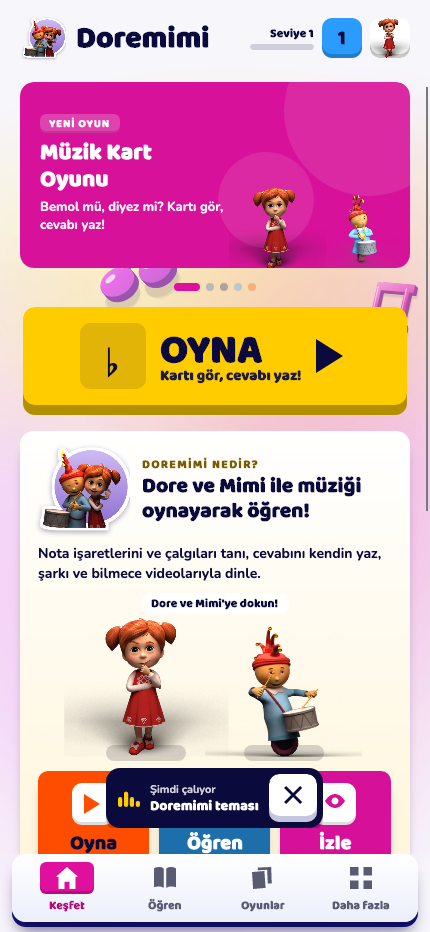 Doremimi
Seviye 1
1
YENİ OYUN
Müzik Kart
Oyunu
Bemol mü, diyez mi? Kartı gör,
cevabı yaz!
♭
OYNA
Kartı gör, cevabı yaz!
DOREMİMİ NEDİR?
Dore ve Mimi ile müziği
oynayarak öğren!
Nota işaretlerini ve çalgıları tanı, cevabını kendin yaz,
şarkı ve bilmece videolarıyla dinle.
Dore ve Mimi'ye dokun!
Şimdi çalıyor
Doremimi teması
Oyna
Öğren
İzle
Keşfet
Öğren
Oyunlar
Daha fazla